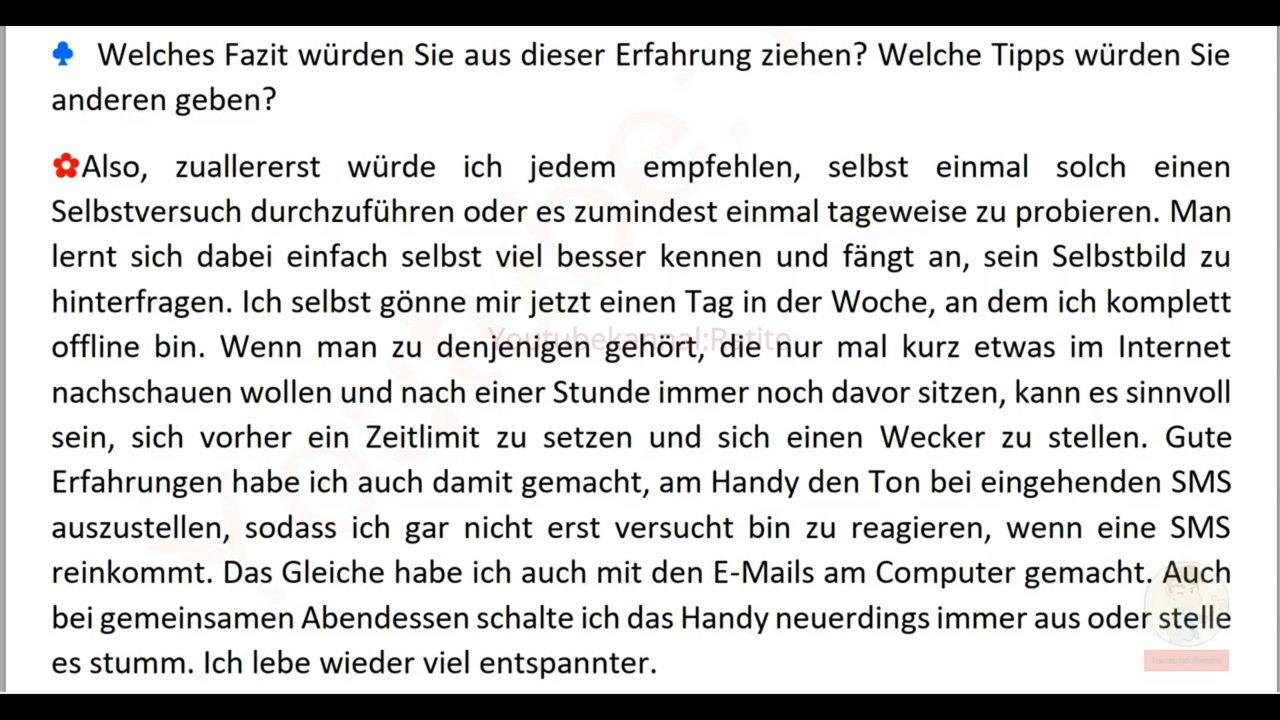 ♣ Welches Fazit würden Sie aus dieser Erfahrung ziehen? Welche Tipps würden Sie
anderen geben?
✿Also, zuallererst würde ich jedem empfehlen, selbst einmal solch einen
Selbstversuch durchzuführen oder es zumindest einmal tageweise zu probieren. Man
lernt sich dabei einfach selbst viel besser kennen und fängt an, sein Selbstbild zu
hinterfragen. Ich selbst gönne mir jetzt einen Tag in der Woche, an dem ich komplett
Youtubekannal:Petito
offline bin. Wenn man zu denjenigen gehört, die nur mal kurz etwas im Internet
nachschauen wollen und nach einer Stunde immer noch davor sitzen, kann es sinnvoll
sein, sich vorher ein Zeitlimit zu setzen und sich einen Wecker zu stellen. Gute
Erfahrungen habe ich auch damit gemacht, am Handy den Ton bei eingehenden SMS
auszustellen, sodass ich gar nicht erst versucht bin zu reagieren, wenn eine SMS
reinkommt. Das Gleiche habe ich auch mit den E-Mails am Computer gemacht. Auch
bei gemeinsamen Abendessen schalte ich das Handy neuerdings immer aus oder stelle
es stumm. Ich lebe wieder viel entspannter.